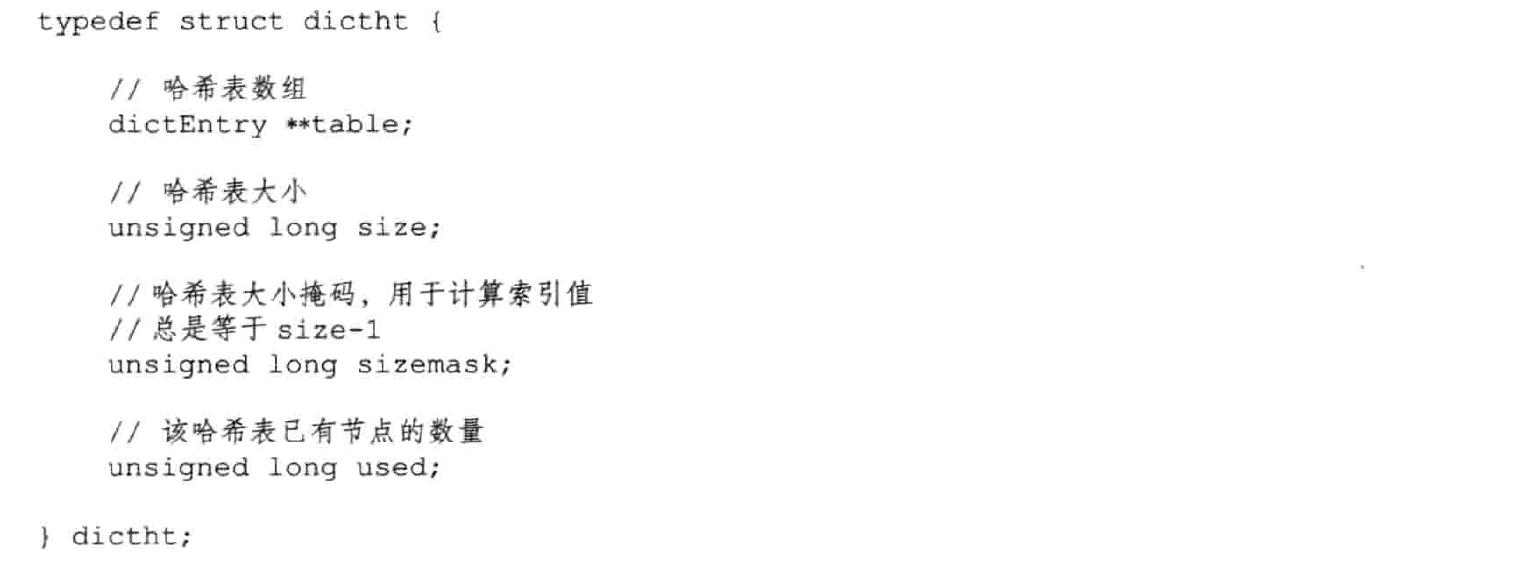 typedef struct dictht {
// 哈希表数组
dictEntry **table;
// 哈希表大小
unsigned long size;
// 哈希表大小掩码，用于计算索引值
// 总是等于 size-1
unsigned long sizemask;
// 该哈希表已有节点的数量
unsigned long used;
} dictht;